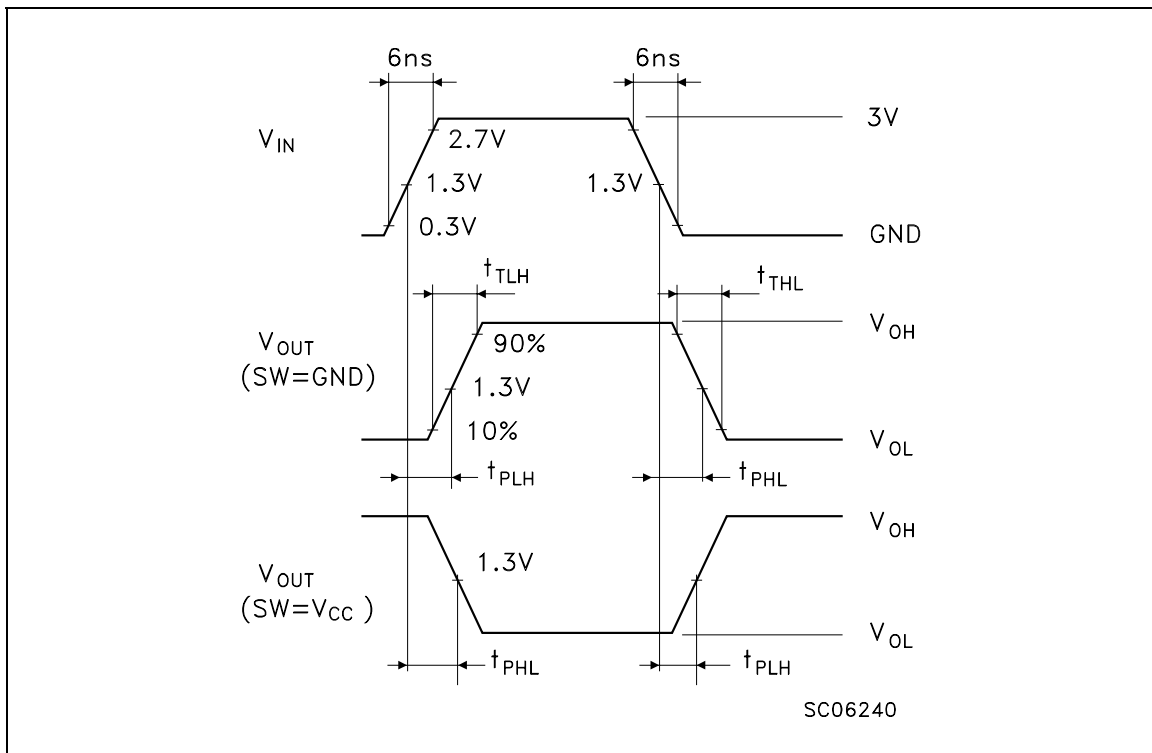 6ns 6ns
3V
V_IN
2.7V
1.3V 1.3V
0.3V
GND
t_TLH t_THL
V_OH
V_OUT
(SW=GND)
90%
1.3V
10%
V_OL
t_PLH t_PHL
V_OH
1.3V
V_OUT
(SW=V_CC )
V_OL
t_PHL t_PLH
SC06240